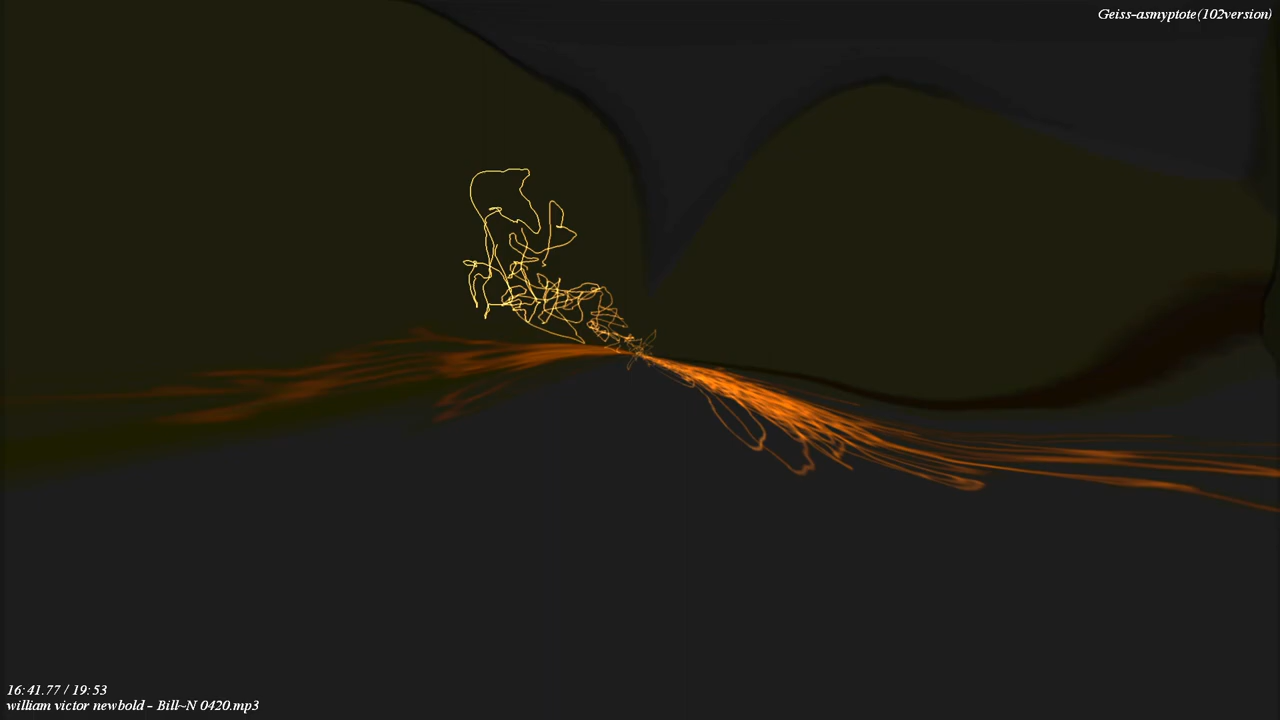 Geiss-asmyptote(102version)
16:41.77 / 19:53
william victor newbold - Bill~N 0420.mp3